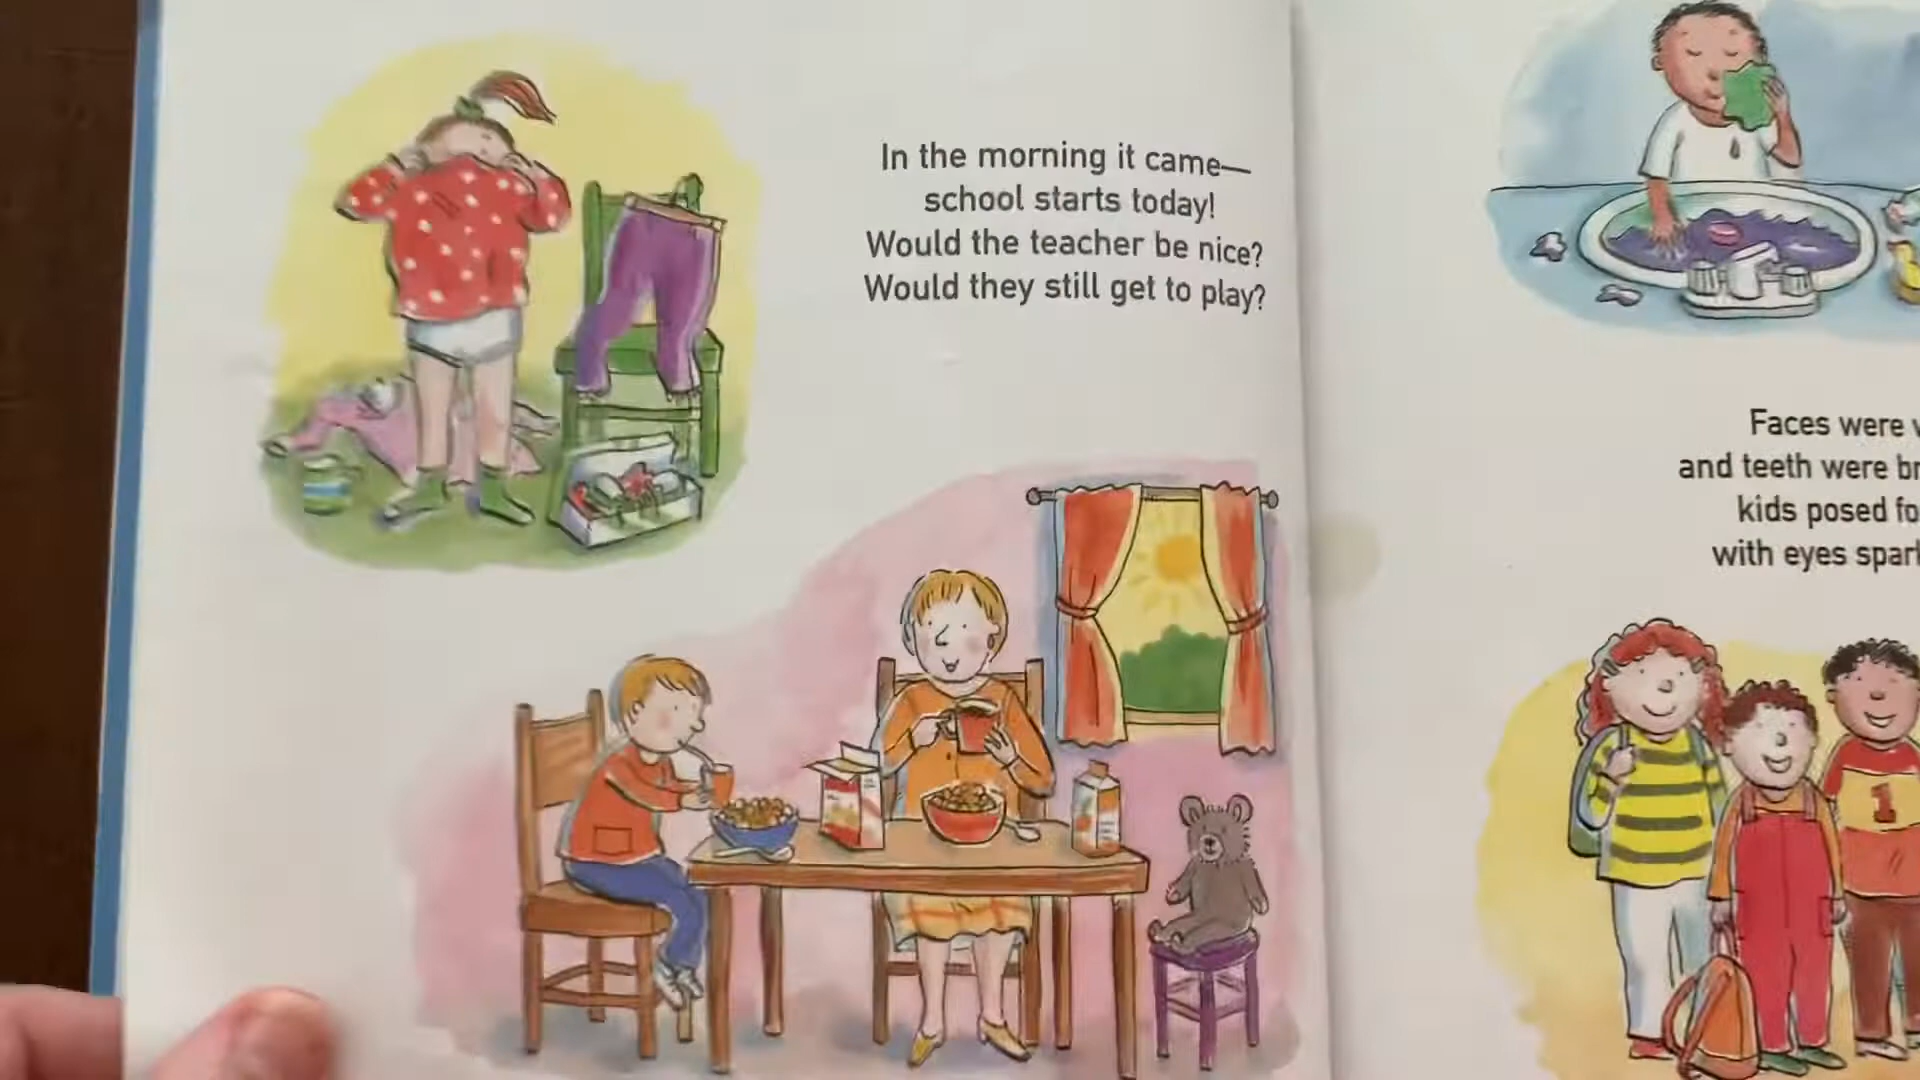 In the morning it came—
school starts today!
Would the teacher be nice?
Would they still get to play?
Faces were
and teeth were
kids posed
with eyes
1